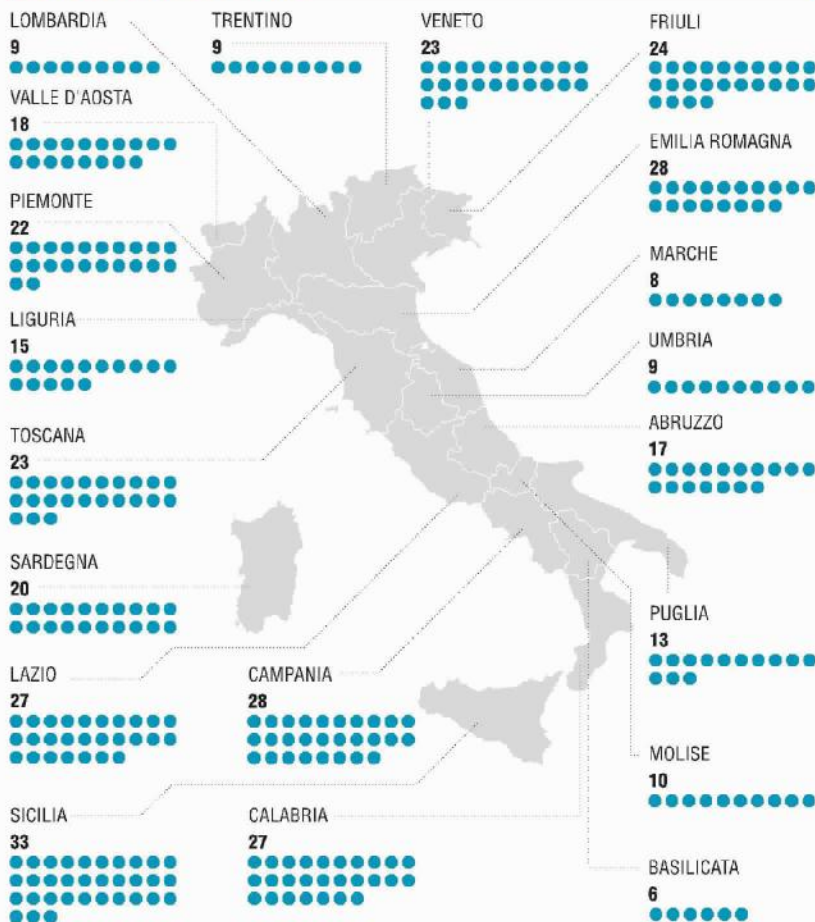 LOMBARDIA
9
TRENTINO
9
VENETO
23
FRIULI
24
VALLE D'AOSTA
18
EMILIA ROMAGNA
28
PIEMONTE
22
MARCHE
8
LIGURIA
15
UMBRIA
9
TOSCANA
23
ABRUZZO
17
SARDEGNA
20
PUGLIA
13
LAZIO
27
CAMPANIA
28
MOLISE
10
SICILIA
33
CALABRIA
27
BASILICATA
6